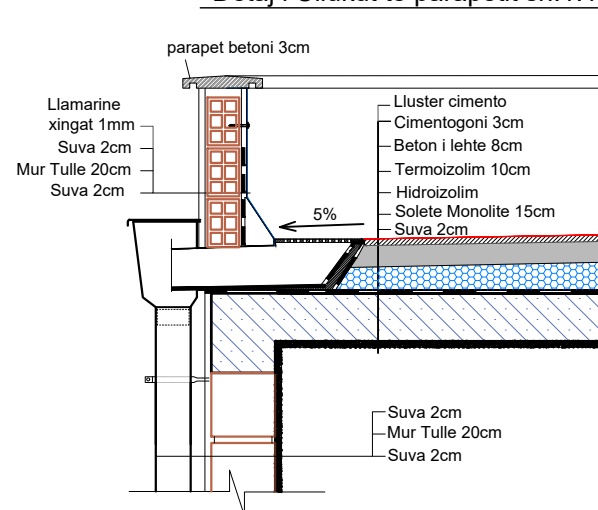 parapet betoni 3cm
Llamarine
xingat 1mm
Suva 2cm
Mur Tulle 20cm
Suva 2cm
5%
Lluster cimento
Cimentogoni 3cm
Beton i lehte 8cm
Termoizolim 10cm
Hidroizolim
Solete Monolite 15cm
Suva 2cm
Suva 2cm
Mur Tulle 20cm
Suva 2cm